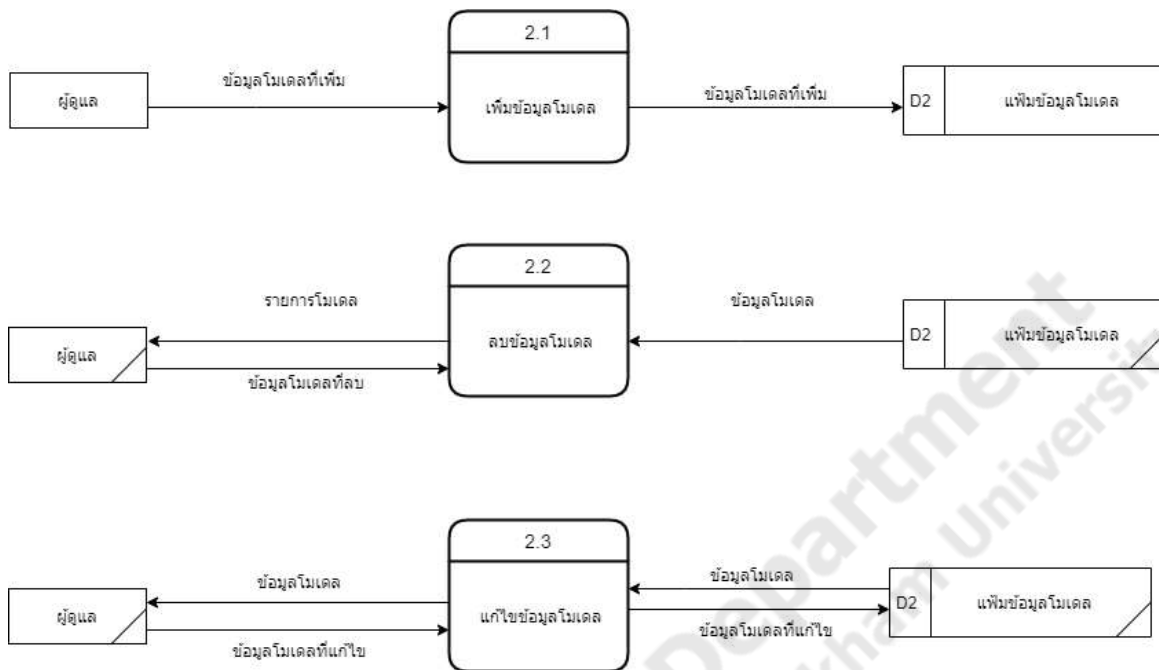 2.1
ข้อมูลโมเดลที่เพิ่ม
ผู้ดูแล
เพิ่มข้อมูลโมเดล
ข้อมูลโมเดลที่เพิ่ม
D2
แฟ้มข้อมูลโมเดล
2.2
รายการโมเดล
ข้อมูลโมเดล
ผู้ดูแล
ลบข้อมูลโมเดล
D2
แฟ้มข้อมูลโมเดล
ข้อมูลโมเดลที่ลบ
2.3
ข้อมูลโมเดล
ข้อมูลโมเดล
ผู้ดูแล
แก้ไขข้อมูลโมเดล
D2
แฟ้มข้อมูลโมเดล
ข้อมูลโมเดลที่แก้ไข
ข้อมูลโมเดลที่แก้ไข
Department